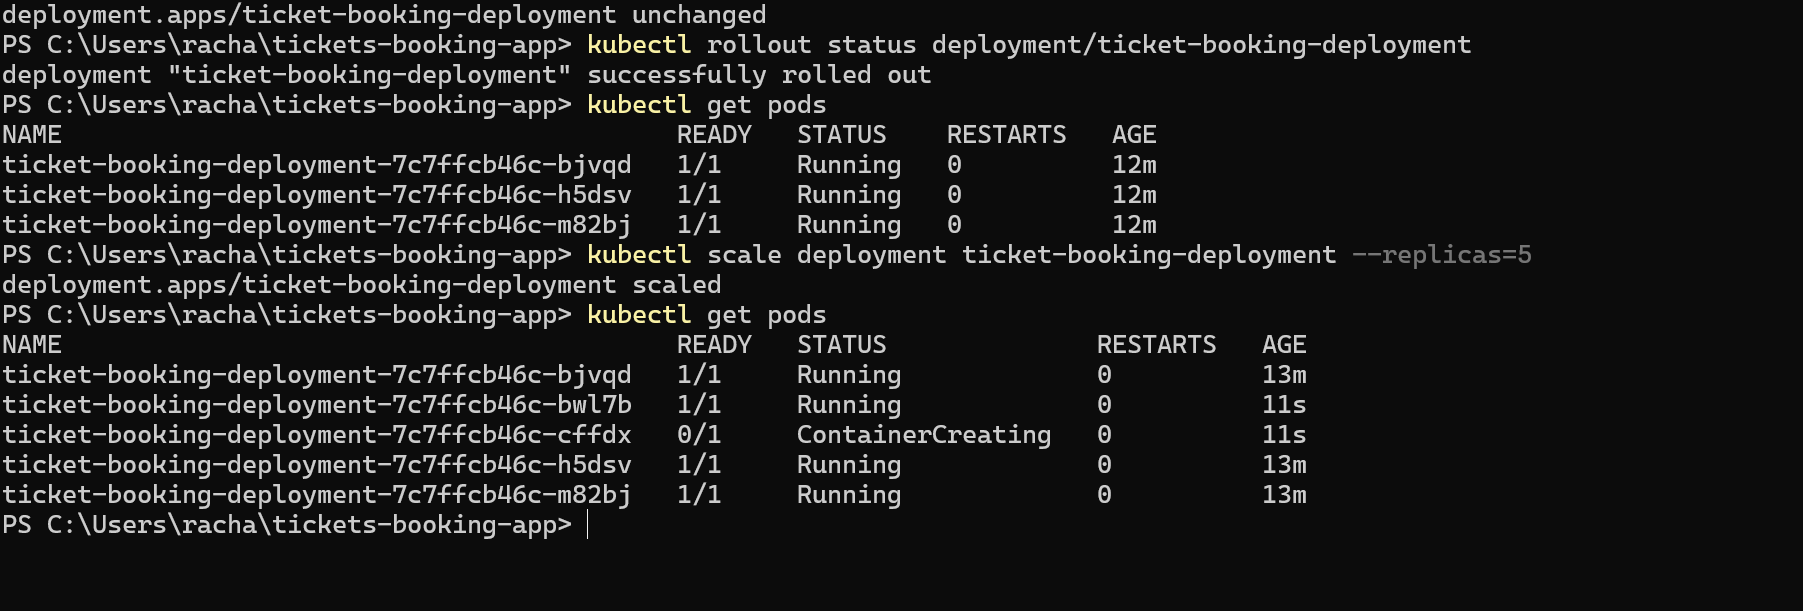 deployment.apps/ticket-booking-deployment unchanged
PS C:\Users\racha\tickets-booking-app> kubectl rollout status deployment/ticket-booking-deployment
deployment "ticket-booking-deployment" successfully rolled out
PS C:\Users\racha\tickets-booking-app> kubectl get pods
NAME                                         READY   STATUS    RESTARTS   AGE
ticket-booking-deployment-7c7ffcb46c-bjvqd   1/1     Running   0          12m
ticket-booking-deployment-7c7ffcb46c-h5dsv   1/1     Running   0          12m
ticket-booking-deployment-7c7ffcb46c-m82bj   1/1     Running   0          12m
PS C:\Users\racha\tickets-booking-app> kubectl scale deployment ticket-booking-deployment --replicas=5
deployment.apps/ticket-booking-deployment scaled
PS C:\Users\racha\tickets-booking-app> kubectl get pods
NAME                                         READY   STATUS              RESTARTS   AGE
ticket-booking-deployment-7c7ffcb46c-bjvqd   1/1     Running             0          13m
ticket-booking-deployment-7c7ffcb46c-bwl7b   1/1     Running             0          11s
ticket-booking-deployment-7c7ffcb46c-cffdx   0/1     ContainerCreating   0          11s
ticket-booking-deployment-7c7ffcb46c-h5dsv   1/1     Running             0          13m
ticket-booking-deployment-7c7ffcb46c-m82bj   1/1     Running             0          13m
PS C:\Users\racha\tickets-booking-app>